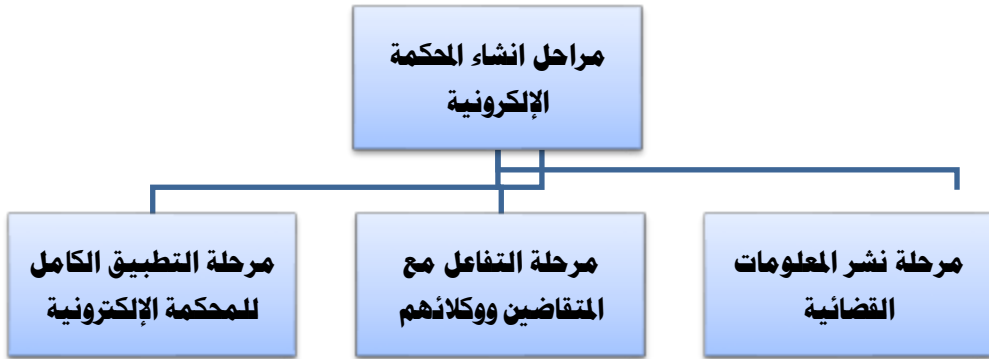 مراحل انشاء المحكمة
الإلكرونية
مرحلة نشر المعلومات
القضائية
مرحلة التفاعل مع
المتقاضين ووكلائهم
مرحلة التطبيق الكامل
للمحكمة الإلكترونية